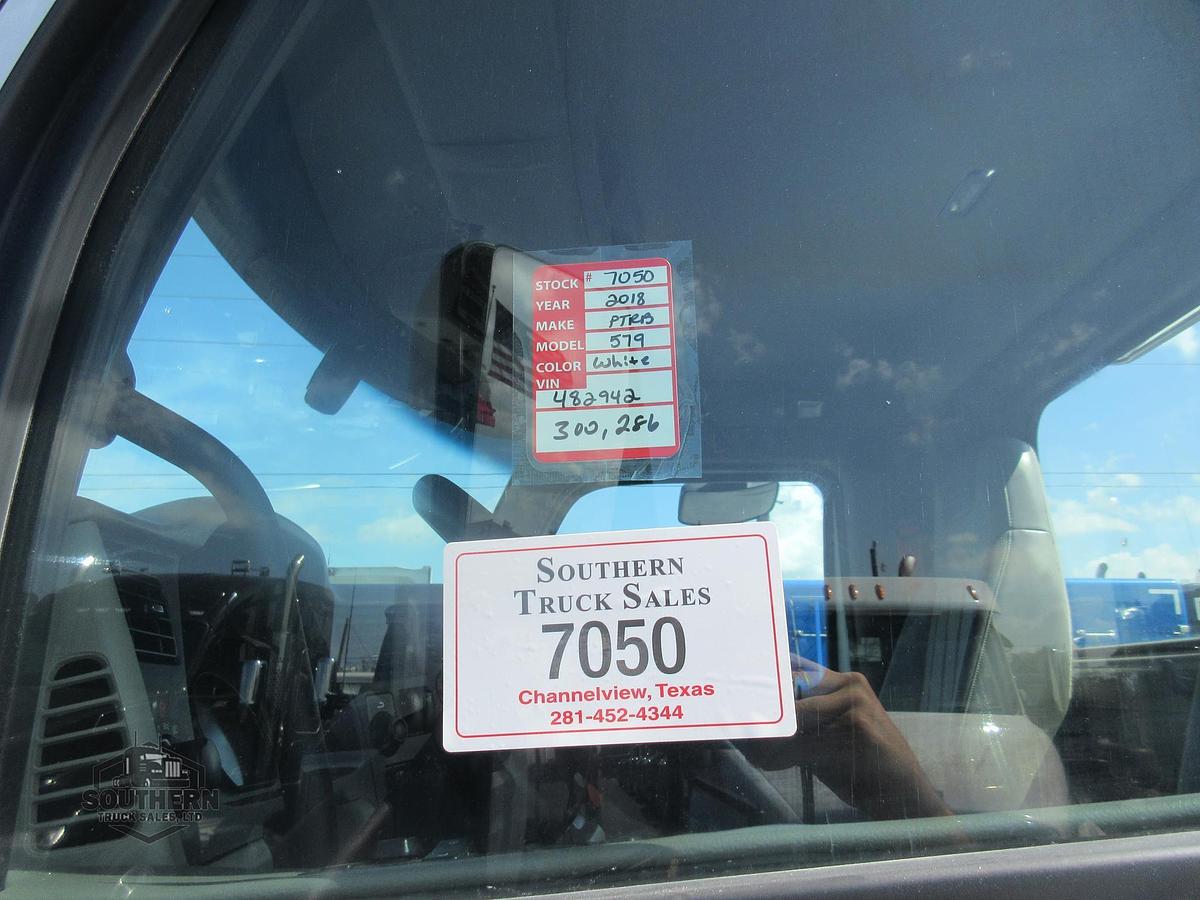 STOCK # 7050
YEAR 2018
MAKE PTRB
MODEL 579
COLOR White
VIN
482942
300,286
SOUTHERN
TRUCK SALES
7050
Channelview, Texas
281-452-4344
SOUTHERN
TRUCK SALES, LTD